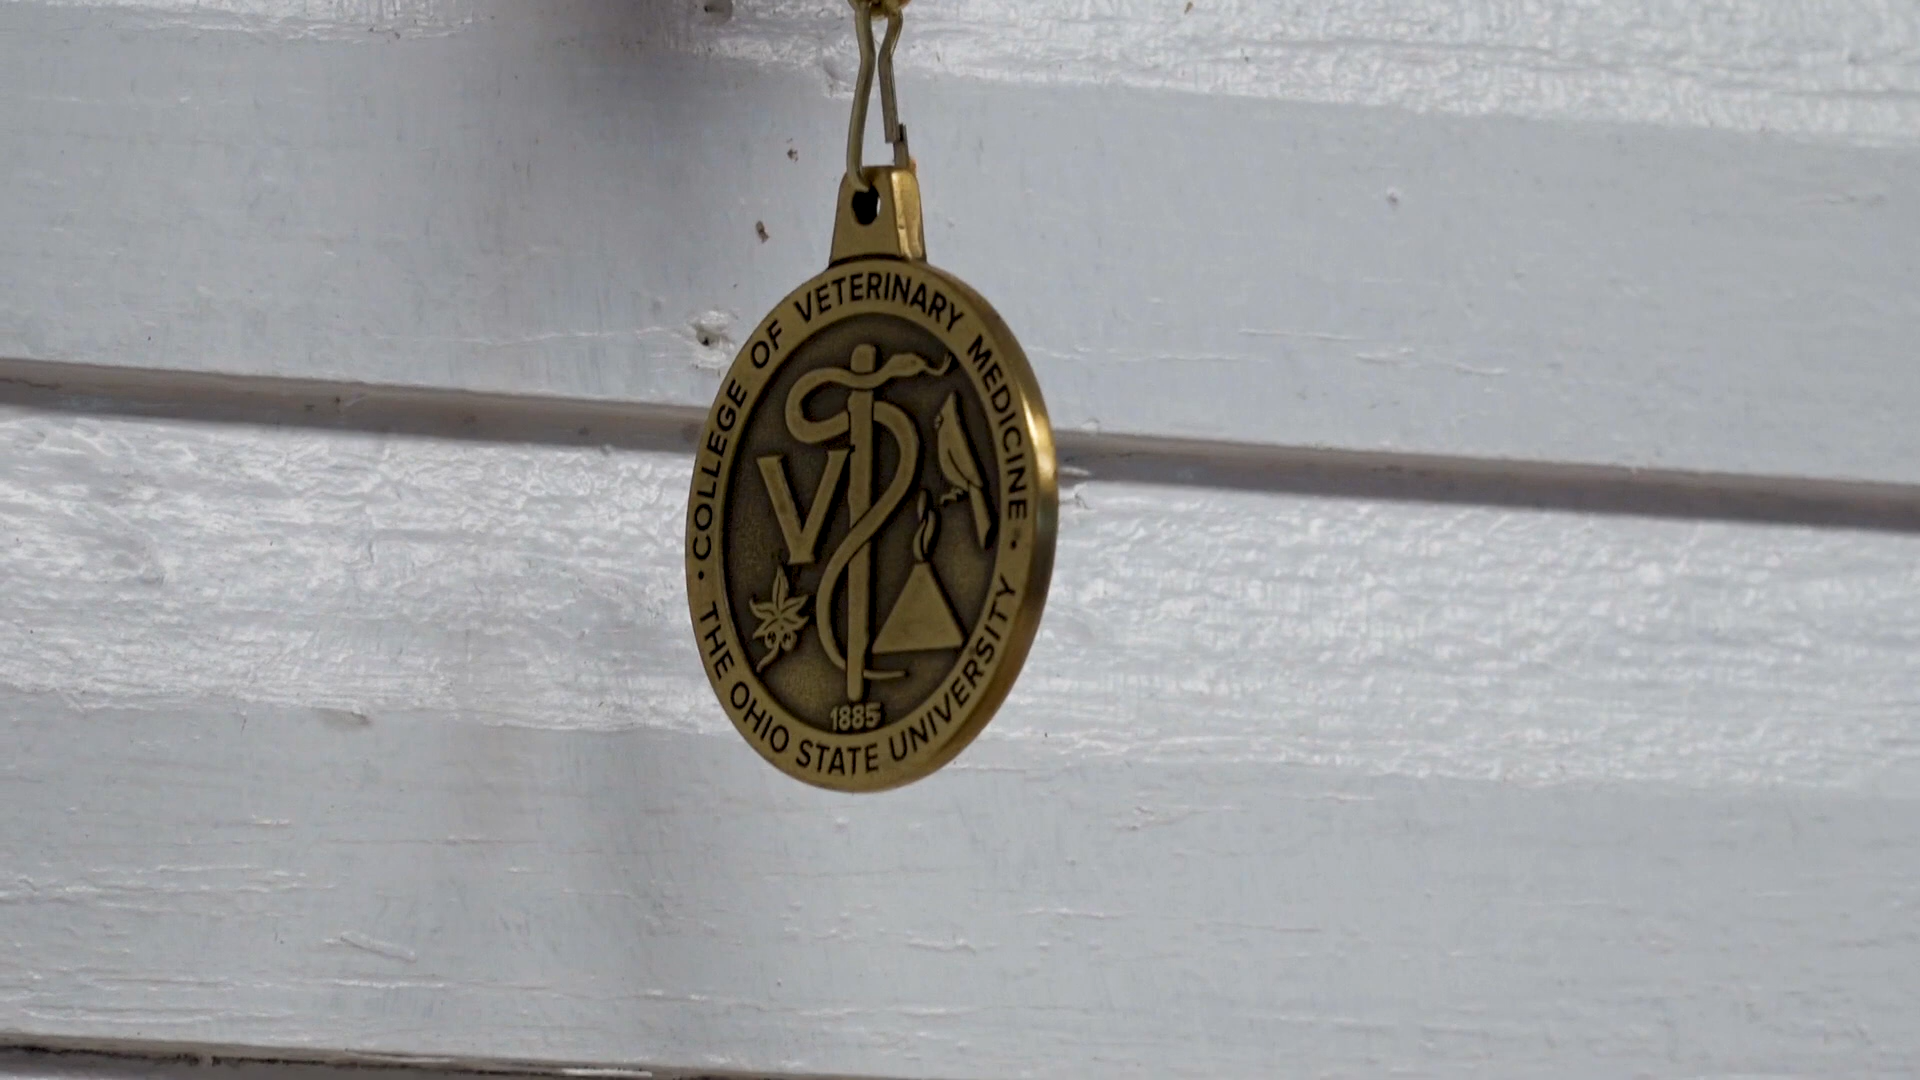 · COLLEGE OF VETERINARY MEDICINE ·
V
1885
THE OHIO STATE UNIVERSITY